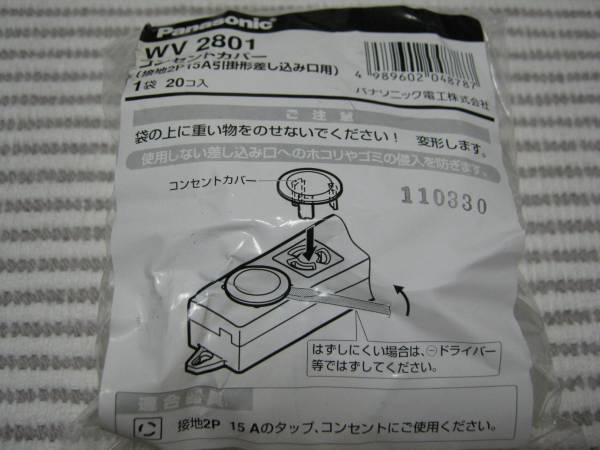 Panasonic
WV 2801
コンセントカバー
(接地2P15A引掛形差し込み口用)
1袋 20コ入
4 989602 048787
パナソニック電工株式会社
ご注意
袋の上に重い物をのせないでください! 変形します。
使用しない差し込み口へのホコリやゴミの侵入を防ぎます。
コンセントカバー
110330
はずしにくい場合は、⊖ドライバー
等ではずしてください。
適合
接地2P 15Aのタップ、コンセントにご使用ください。